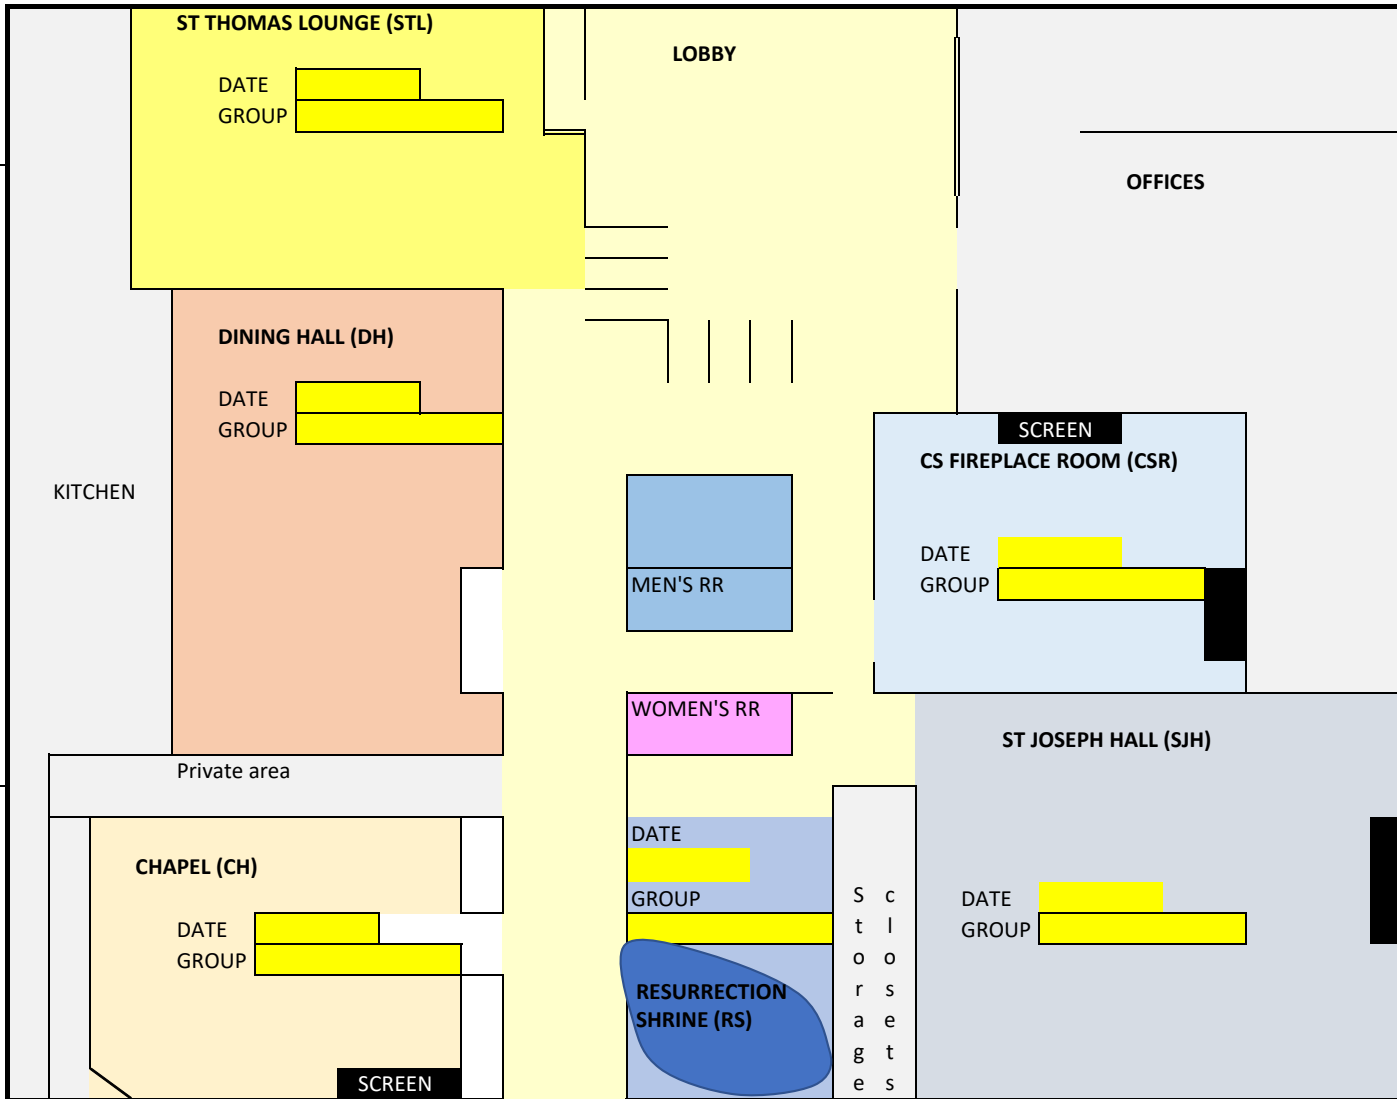 ST THOMAS LOUNGE (STL)
DATE
GROUP
LOBBY
OFFICES
DINING HALL (DH)
DATE
GROUP
KITCHEN
SCREEN
CS FIREPLACE ROOM (CSR)
DATE
GROUP
MEN'S RR
WOMEN'S RR
ST JOSEPH HALL (SJH)
DATE
GROUP
Private area
CHAPEL (CH)
DATE
GROUP
SCREEN
DATE
GROUP
RESURRECTION
SHRINE (RS)
Storage
closets